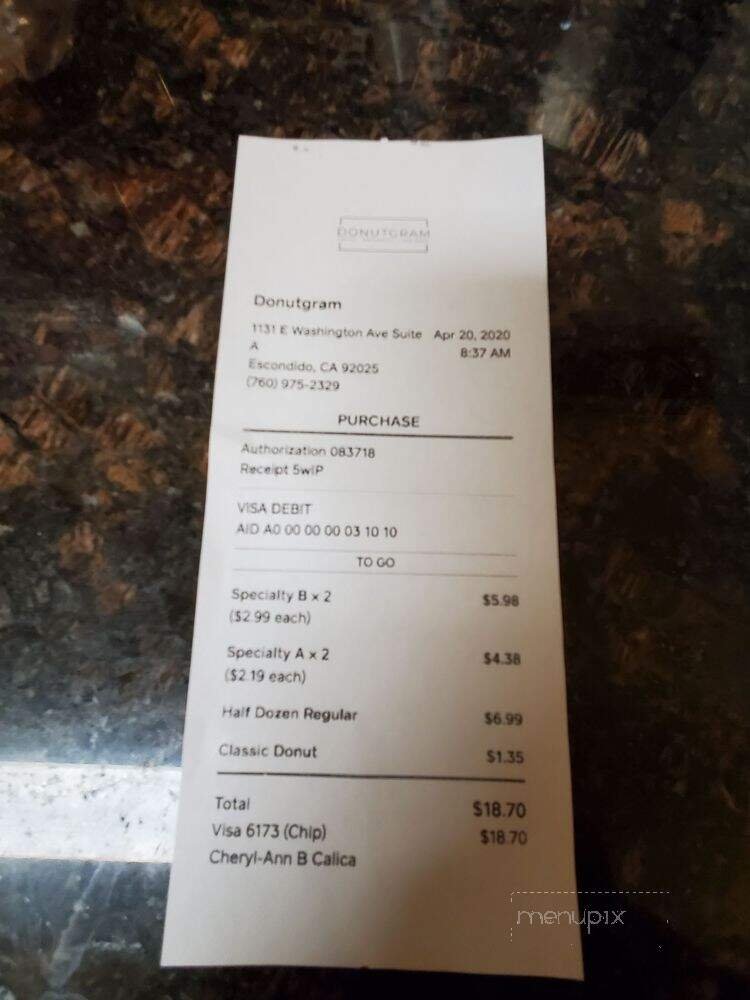 DONUTGRAM
Donutgram
1131 E Washington Ave Suite Apr 20, 2020
A 8:37 AM
Escondido, CA 92025
(760) 975-2329
PURCHASE
Authorization 083718
Receipt 5wIP
VISA DEBIT
AID A0 00 00 00 03 10 10
TO GO
Specialty B x 2 $5.98
($2.99 each)
Specialty A x 2 $4.38
($2.19 each)
Half Dozen Regular $6.99
Classic Donut $1.35
Total $18.70
Visa 6173 (Chip) $18.70
Cheryl-Ann B Calica
menupix